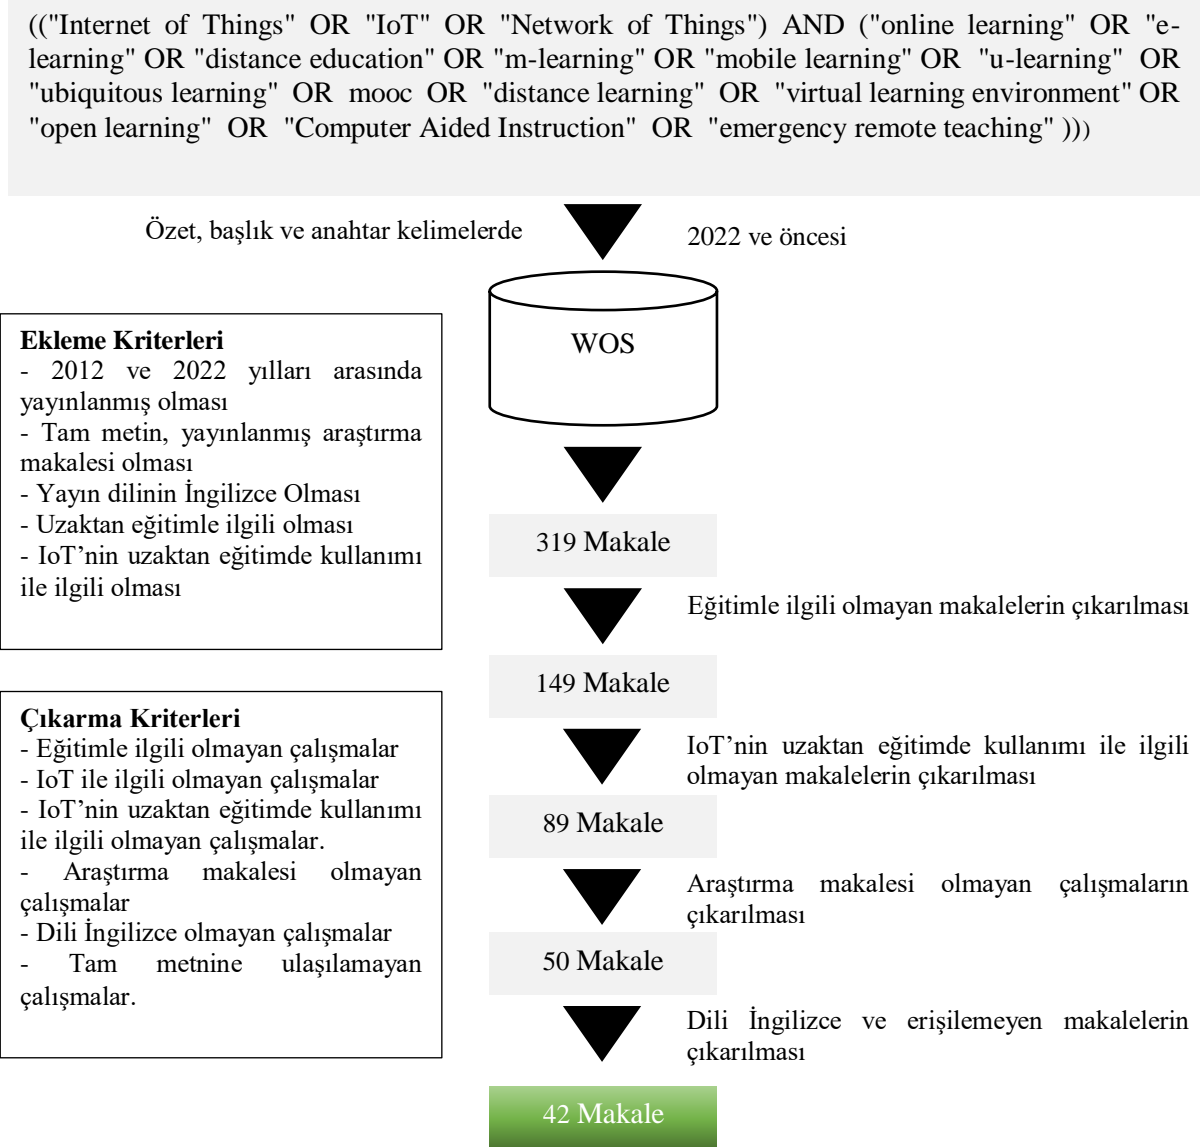 (("Internet of Things" OR "IoT" OR "Network of Things") AND ("online learning" OR "e-
learning" OR "distance education" OR "m-learning" OR "mobile learning" OR "u-learning" OR
"ubiquitous learning" OR mooc OR "distance learning" OR "virtual learning environment" OR
"open learning" OR "Computer Aided Instruction" OR "emergency remote teaching" )))
Özet, başlık ve anahtar kelimelerde
2022 ve öncesi
WOS
Ekleme Kriterleri
- 2012 ve 2022 yılları arasında
yayınlanmış olması
- Tam metin, yayınlanmış araştırma
makalesi olması
- Yayın dilinin İngilizce Olması
- Uzaktan eğitimle ilgili olması
- IoT’nin uzaktan eğitimde kullanımı
ile ilgili olması
319 Makale
Eğitimle ilgili olmayan makalelerin çıkarılması
149 Makale
Çıkarma Kriterleri
- Eğitimle ilgili olmayan çalışmalar
- IoT ile ilgili olmayan çalışmalar
- IoT’nin uzaktan eğitimde kullanımı
ile ilgili olmayan çalışmalar.
- Araştırma makalesi olmayan
çalışmalar
- Dili İngilizce olmayan çalışmalar
- Tam metnine ulaşılamayan
çalışmalar.
IoT’nin uzaktan eğitimde kullanımı ile ilgili
olmayan makalelerin çıkarılması
89 Makale
Araştırma makalesi olmayan çalışmaların
çıkarılması
50 Makale
Dili İngilizce ve erişilemeyen makalelerin
çıkarılması
42 Makale